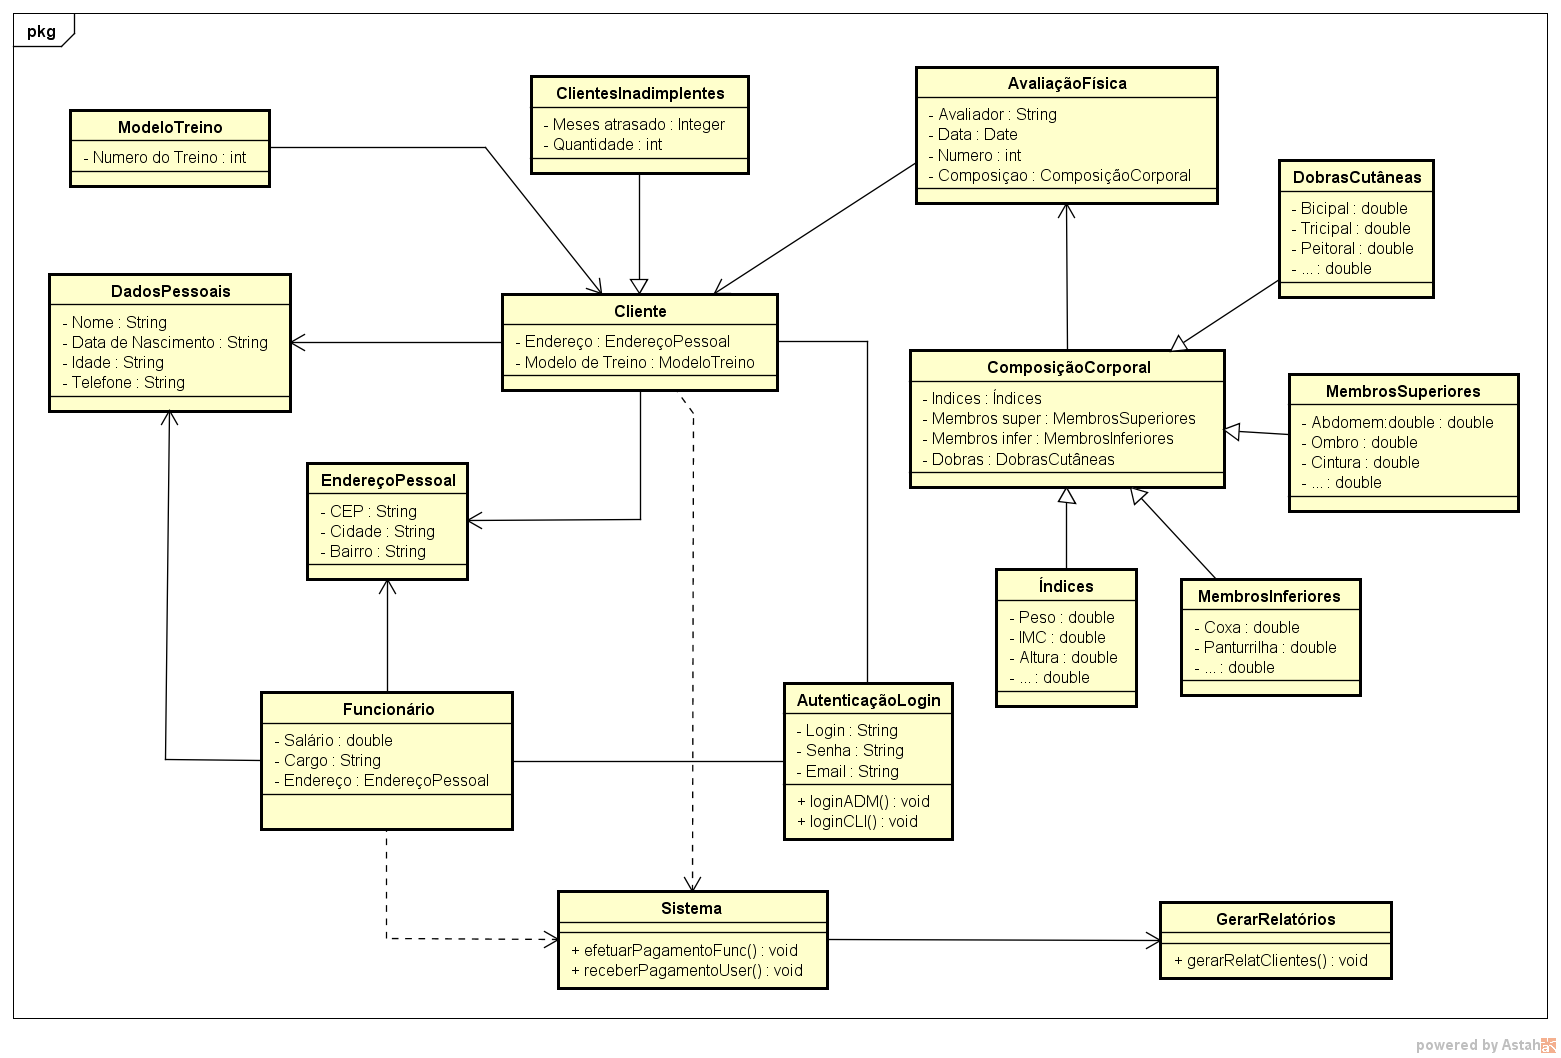 pkg
ModeloTreino
- Numero do Treino : int
ClientesInadimplentes
- Meses atrasado : Integer
- Quantidade : int
AvaliaçãoFísica
- Avaliador : String
- Data : Date
- Numero : int
- Composiçao : ComposiçãoCorporal
DobrasCutâneas
- Bicipal : double
- Tricipal : double
- Peitoral : double
- ... : double
DadosPessoais
- Nome : String
- Data de Nascimento : String
- Idade : String
- Telefone : String
Cliente
- Endereço : EndereçoPessoal
- Modelo de Treino : ModeloTreino
ComposiçãoCorporal
- Indices : Índices
- Membros super : MembrosSuperiores
- Membros infer : MembrosInferiores
- Dobras : DobrasCutâneas
MembrosSuperiores
- Abdomem:double : double
- Ombro : double
- Cintura : double
- ... : double
EndereçoPessoal
- CEP : String
- Cidade : String
- Bairro : String
Índices
- Peso : double
- IMC : double
- Altura : double
- ... : double
MembrosInferiores
- Coxa : double
- Panturrilha : double
- ... : double
Funcionário
- Salário : double
- Cargo : String
- Endereço : EndereçoPessoal
AutenticaçãoLogin
- Login : String
- Senha : String
- Email : String
+ loginADM() : void
+ loginCLI() : void
Sistema
+ efetuarPagamentoFunc() : void
+ receberPagamentoUser() : void
GerarRelatórios
+ gerarRelatClientes() : void
powered by Astah